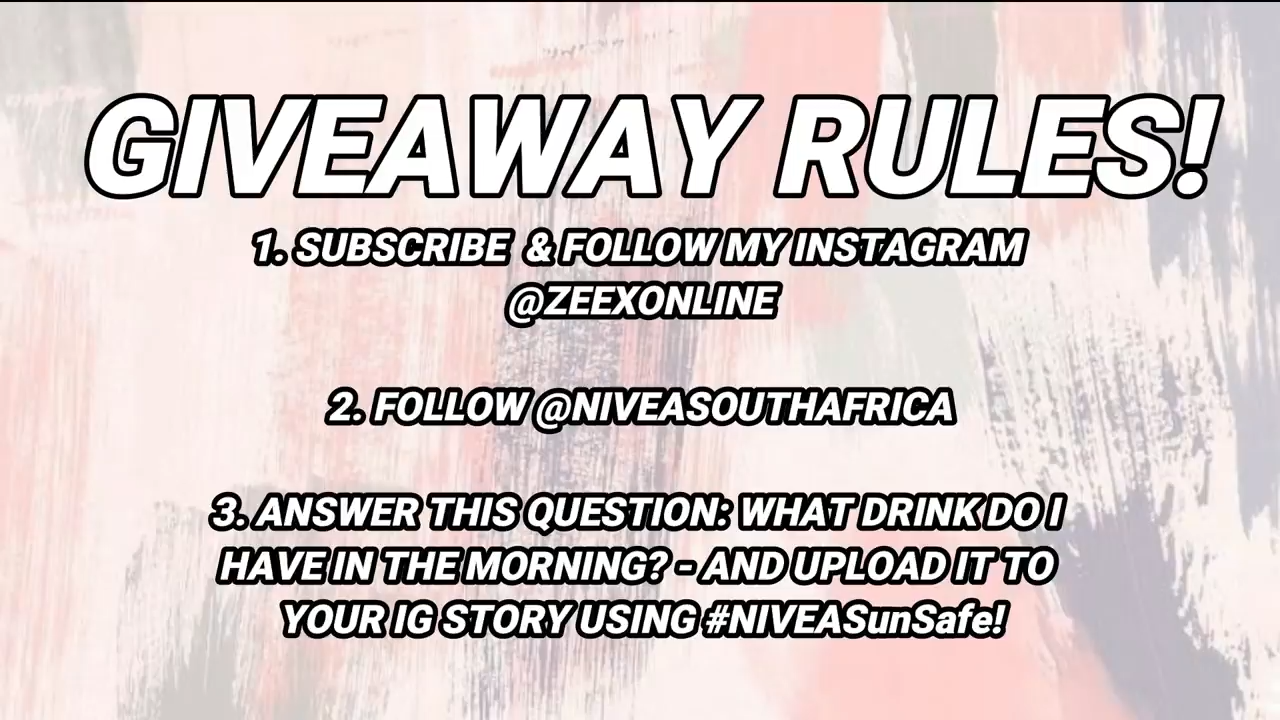 GIVEAWAY RULES!
1. SUBSCRIBE & FOLLOW MY INSTAGRAM
@ZEEXONLINE
2. FOLLOW @NIVEASOUTHAFRICA
3. ANSWER THIS QUESTION: WHAT DRINK DO I
HAVE IN THE MORNING? - AND UPLOAD IT TO
YOUR IG STORY USING #NIVEASunSafe!